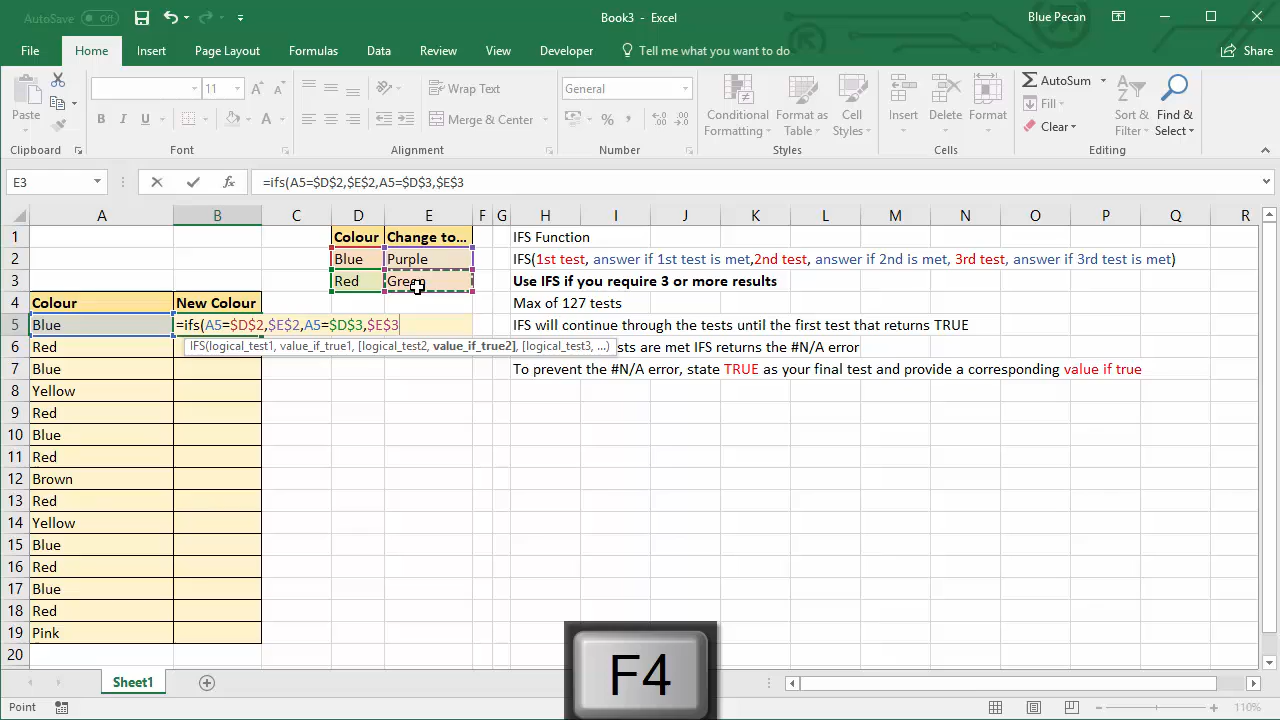 AutoSave Off
Book3 - Excel
Blue Pecan
File Home Insert Page Layout Formulas Data Review View Developer Tell me what you want to do Share
Paste
Clipboard
11
B I U A
Font
Wrap Text
Merge & Center
Alignment
General
%
Number
Conditional Formatting
Format as Table
Cell Styles
Styles
Insert
Delete
Format
Cells
AutoSum
Fill
Clear
Sort & Filter
Find & Select
Editing
E3
fx
=ifs(A5=$D$2,$E$2,A5=$D$3,$E$3
A B C D E F G H I J K L M N O P Q R
1 Colour Change to... IFS Function
2 Blue Purple IFS(1st test, answer if 1st test is met,2nd test, answer if 2nd is met, 3rd test, answer if 3rd test is met)
3 Red Green Use IFS if you require 3 or more results
4 Colour New Colour Max of 127 tests
5 Blue =ifs(A5=$D$2,$E$2,A5=$D$3,$E$3 IFS will continue through the tests until the first test that returns TRUE
IFS(logical_test1, value_if_true1, [logical_test2, value_if_true2], [logical_test3, ...)
6 Red sts are met IFS returns the #N/A error
7 Blue To prevent the #N/A error, state TRUE as your final test and provide a corresponding value if true
8 Yellow
9 Red
10 Blue
11 Red
12 Brown
13 Red
14 Yellow
15 Blue
16 Red
17 Blue
18 Red
19 Pink
20
F4
Sheet1
Point
110%